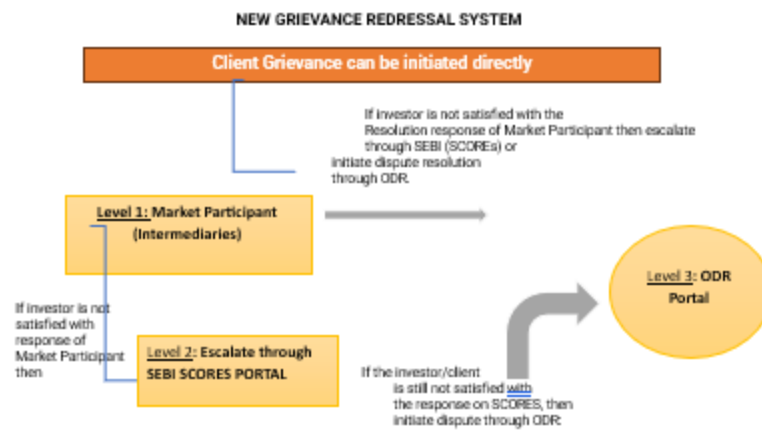 NEW GRIEVANCE REDRESSAL SYSTEM
Client Grievance can be initiated directly
If investor is not satisfied with the
Resolution response of Market Participant then escalate
through SEBI (SCOREs) or
initiate dispute resolution
through ODR.
Level 1: Market Participant
(Intermediaries)
Level 3: ODR
Portal
If investor is not
satisfied with
response of
Market Participant
then
Level 2: Escalate through
SEBI SCORES PORTAL
If the investor/client
is still not satisfied with
the response on SCORES, then
initiate dispute through ODR: